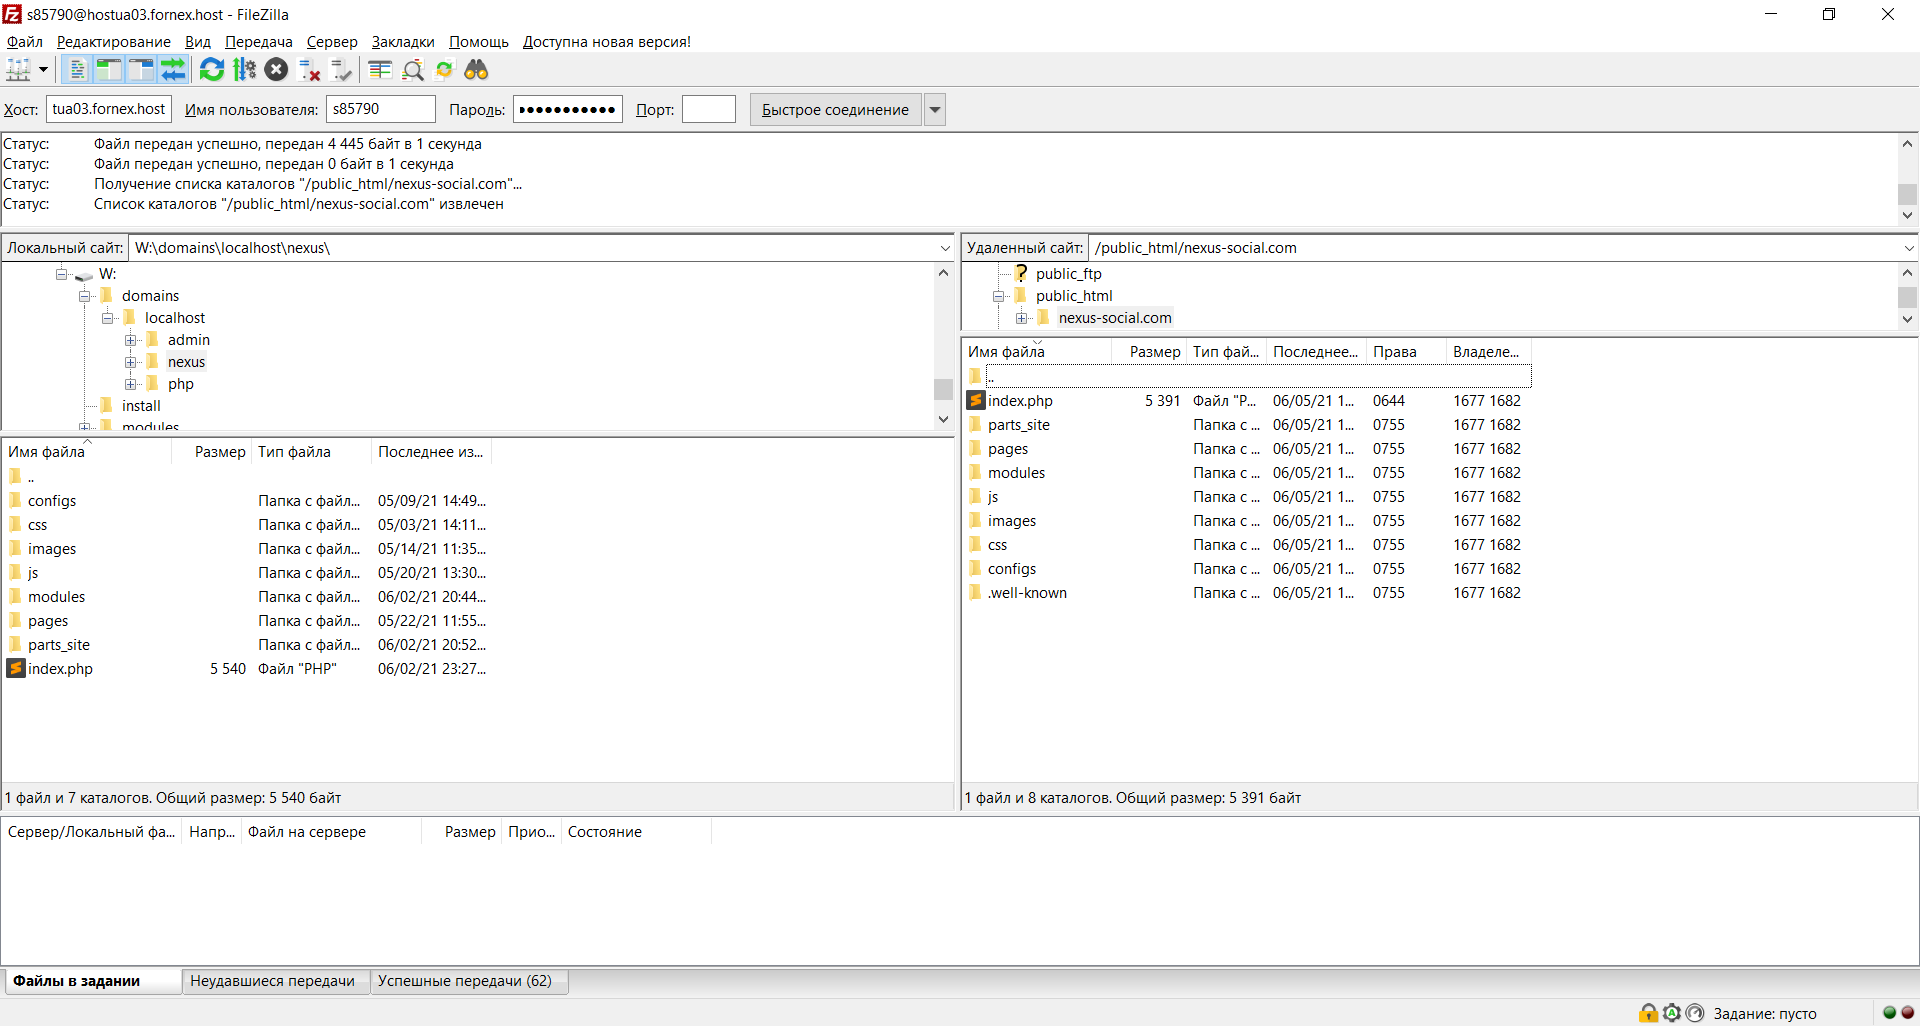 s85790@hostua03.fornex.host - FileZilla
Файл Редактирование Вид Передача Сервер Закладки Помощь Доступна новая версия!
Хост: tua03.fornex.host Имя пользователя: s85790 Пароль: ●●●●●●●●●●● Порт: Быстрое соединение
Статус: Файл передан успешно, передан 4 445 байт в 1 секунда
Статус: Файл передан успешно, передан 0 байт в 1 секунда
Статус: Получение списка каталогов "/public_html/nexus-social.com"...
Статус: Список каталогов "/public_html/nexus-social.com" извлечен
Локальный сайт: W:\domains\localhost\nexus\
W:
domains
localhost
admin
nexus
php
install
modules
Имя файла Размер Тип файла Последнее из...
..
configs Папка с файл... 05/09/21 14:49...
css Папка с файл... 05/03/21 14:11...
images Папка с файл... 05/14/21 11:35...
js Папка с файл... 05/20/21 13:30...
modules Папка с файл... 06/02/21 20:44...
pages Папка с файл... 05/22/21 11:55...
parts_site Папка с файл... 06/02/21 20:52...
index.php 5 540 Файл "PHP" 06/02/21 23:27...
1 файл и 7 каталогов. Общий размер: 5 540 байт
Удаленный сайт: /public_html/nexus-social.com
public_ftp
public_html
nexus-social.com
Имя файла Размер Тип фай... Последнее... Права Владеле...
..
index.php 5 391 Файл "P... 06/05/21 1... 0644 1677 1682
parts_site Папка с ... 06/05/21 1... 0755 1677 1682
pages Папка с ... 06/05/21 1... 0755 1677 1682
modules Папка с ... 06/05/21 1... 0755 1677 1682
js Папка с ... 06/05/21 1... 0755 1677 1682
images Папка с ... 06/05/21 1... 0755 1677 1682
css Папка с ... 06/05/21 1... 0755 1677 1682
configs Папка с ... 06/05/21 1... 0755 1677 1682
.well-known Папка с ... 06/05/21 1... 0755 1677 1682
1 файл и 8 каталогов. Общий размер: 5 391 байт
Сервер/Локальный фа... Напр... Файл на сервере Размер Прио... Состояние
Файлы в задании Неудавшиеся передачи Успешные передачи (62)
Задание: пусто